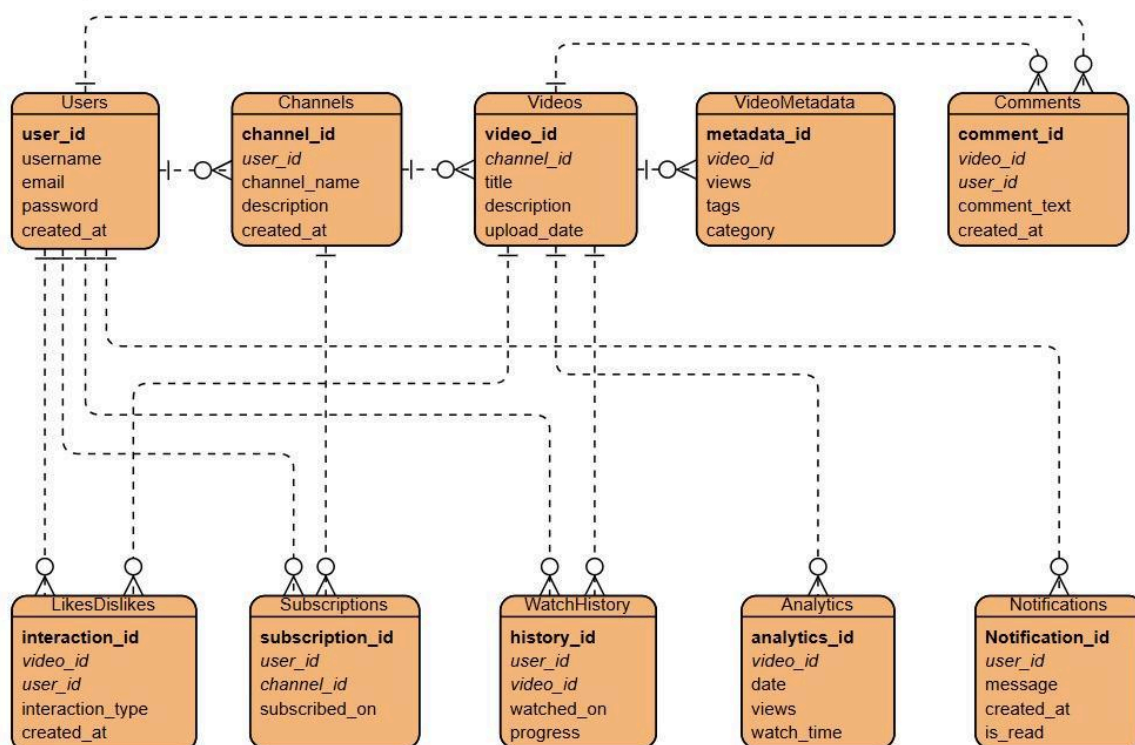 Users
user_id
username
email
password
created_at
Channels
channel_id
user_id
channel_name
description
created_at
Videos
video_id
channel_id
title
description
upload_date
VideoMetadata
metadata_id
video_id
views
tags
category
Comments
comment_id
video_id
user_id
comment_text
created_at
LikesDislikes
interaction_id
video_id
user_id
interaction_type
created_at
Subscriptions
subscription_id
user_id
channel_id
subscribed_on
WatchHistory
history_id
user_id
video_id
watched_on
progress
Analytics
analytics_id
video_id
date
views
watch_time
Notifications
Notification_id
user_id
message
created_at
is_read